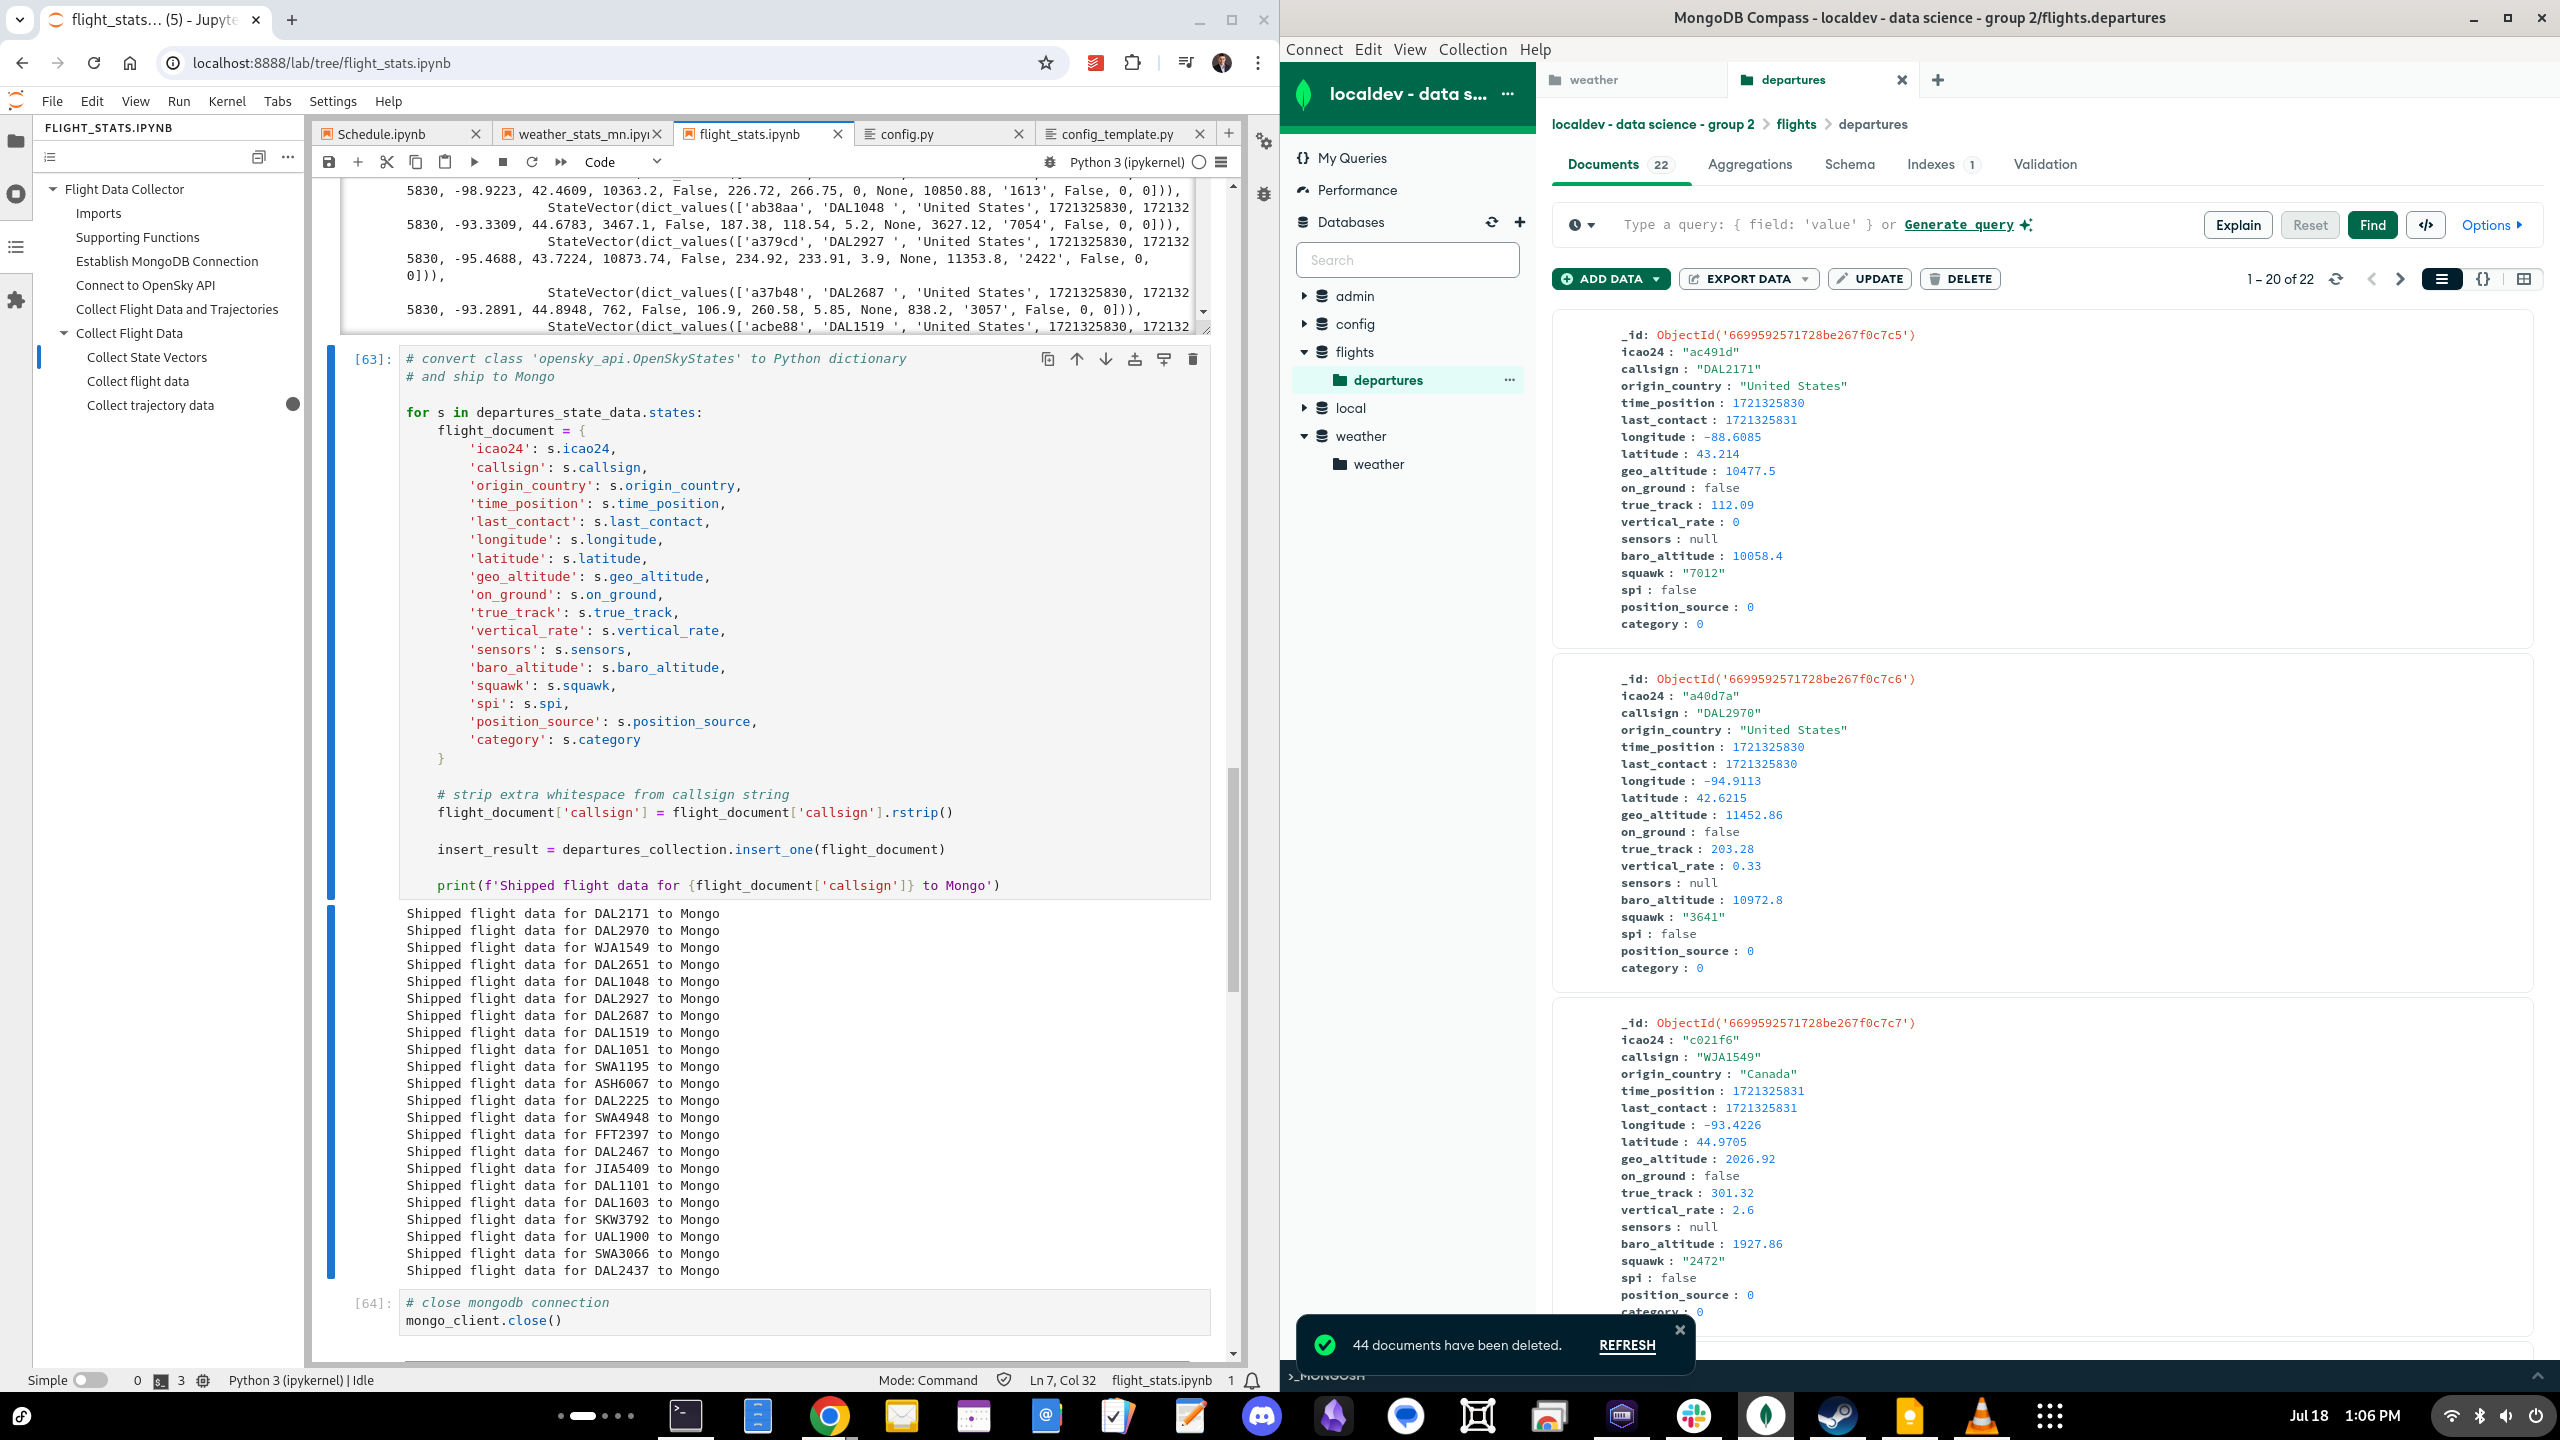 flight_stats… (5) - Jupyte
localhost:8888/lab/tree/flight_stats.ipynb
File Edit View Run Kernel Tabs Settings Help
FLIGHT_STATS.IPYNB
Flight Data Collector
Imports
Supporting Functions
Establish MongoDB Connection
Connect to OpenSky API
Collect Flight Data and Trajectories
Collect Flight Data
Collect State Vectors
Collect flight data
Collect trajectory data
Schedule.ipynb
weather_stats_mn.ipy
flight_stats.ipynb
config.py
config_template.py
Code
Python 3 (ipykernel)
5830, -98.9223, 42.4609, 10363.2, False, 226.72, 266.75, 0, None, 10850.88, '1613', False, 0, 0])),
StateVector(dict_values(['ab38aa', 'DAL1048 ', 'United States', 1721325830, 172132
5830, -93.3309, 44.6783, 3467.1, False, 187.38, 118.54, 5.2, None, 3627.12, '7054', False, 0, 0])),
StateVector(dict_values(['a379cd', 'DAL2927 ', 'United States', 1721325830, 172132
5830, -95.4688, 43.7224, 10873.74, False, 234.92, 233.91, 3.9, None, 11353.8, '2422', False, 0,
0])),
StateVector(dict_values(['a37b48', 'DAL2687 ', 'United States', 1721325830, 172132
5830, -93.2891, 44.8948, 762, False, 106.9, 260.58, 5.85, None, 838.2, '3057', False, 0, 0])),
StateVector(dict_values(['acbe88', 'DAL1519 ', 'United States', 1721325830, 172132
[63]:
# convert class 'opensky_api.OpenSkyStates' to Python dictionary
# and ship to Mongo
for s in departures_state_data.states:
flight_document = {
'icao24': s.icao24,
'callsign': s.callsign,
'origin_country': s.origin_country,
'time_position': s.time_position,
'last_contact': s.last_contact,
'longitude': s.longitude,
'latitude': s.latitude,
'geo_altitude': s.geo_altitude,
'on_ground': s.on_ground,
'true_track': s.true_track,
'vertical_rate': s.vertical_rate,
'sensors': s.sensors,
'baro_altitude': s.baro_altitude,
'squawk': s.squawk,
'spi': s.spi,
'position_source': s.position_source,
'category': s.category
}
# strip extra whitespace from callsign string
flight_document['callsign'] = flight_document['callsign'].rstrip()
insert_result = departures_collection.insert_one(flight_document)
print(f'Shipped flight data for {flight_document['callsign']} to Mongo')
Shipped flight data for DAL2171 to Mongo
Shipped flight data for DAL2970 to Mongo
Shipped flight data for WJA1549 to Mongo
Shipped flight data for DAL2651 to Mongo
Shipped flight data for DAL1048 to Mongo
Shipped flight data for DAL2927 to Mongo
Shipped flight data for DAL2687 to Mongo
Shipped flight data for DAL1519 to Mongo
Shipped flight data for DAL1051 to Mongo
Shipped flight data for SWA1195 to Mongo
Shipped flight data for ASH6067 to Mongo
Shipped flight data for DAL2225 to Mongo
Shipped flight data for SWA4948 to Mongo
Shipped flight data for FFT2397 to Mongo
Shipped flight data for DAL2467 to Mongo
Shipped flight data for JIA5409 to Mongo
Shipped flight data for DAL1101 to Mongo
Shipped flight data for DAL1603 to Mongo
Shipped flight data for SKW3792 to Mongo
Shipped flight data for UAL1900 to Mongo
Shipped flight data for SWA3066 to Mongo
Shipped flight data for DAL2437 to Mongo
[64]:
# close mongodb connection
mongo_client.close()
Simple 0 3 Python 3 (ipykernel) | Idle
Mode: Command Ln 7, Col 32 flight_stats.ipynb 1
MongoDB Compass - localdev - data science - group 2/flights.departures
Connect Edit View Collection Help
localdev - data s...
My Queries
Performance
Databases
Search
admin
config
flights
departures
local
weather
weather
weather
departures
localdev - data science - group 2 > flights > departures
Documents 22 Aggregations Schema Indexes 1 Validation
Type a query: { field: 'value' } or Generate query
Explain Reset Find </> Options
ADD DATA EXPORT DATA UPDATE DELETE
1 – 20 of 22
_id: ObjectId('6699592571728be267f0c7c5')
icao24 : "ac491d"
callsign : "DAL2171"
origin_country : "United States"
time_position : 1721325830
last_contact : 1721325831
longitude : -88.6085
latitude : 43.214
geo_altitude : 10477.5
on_ground : false
true_track : 112.09
vertical_rate : 0
sensors : null
baro_altitude : 10058.4
squawk : "7012"
spi : false
position_source : 0
category : 0
_id: ObjectId('6699592571728be267f0c7c6')
icao24 : "a40d7a"
callsign : "DAL2970"
origin_country : "United States"
time_position : 1721325830
last_contact : 1721325830
longitude : -94.9113
latitude : 42.6215
geo_altitude : 11452.86
on_ground : false
true_track : 203.28
vertical_rate : 0.33
sensors : null
baro_altitude : 10972.8
squawk : "3641"
spi : false
position_source : 0
category : 0
_id: ObjectId('6699592571728be267f0c7c7')
icao24 : "c021f6"
callsign : "WJA1549"
origin_country : "Canada"
time_position : 1721325831
last_contact : 1721325831
longitude : -93.4226
latitude : 44.9705
geo_altitude : 2026.92
on_ground : false
true_track : 301.32
vertical_rate : 2.6
sensors : null
baro_altitude : 1927.86
squawk : "2472"
spi : false
position_source : 0
category : 0
44 documents have been deleted. REFRESH
>_MONGOSH
Jul 18 1:06 PM